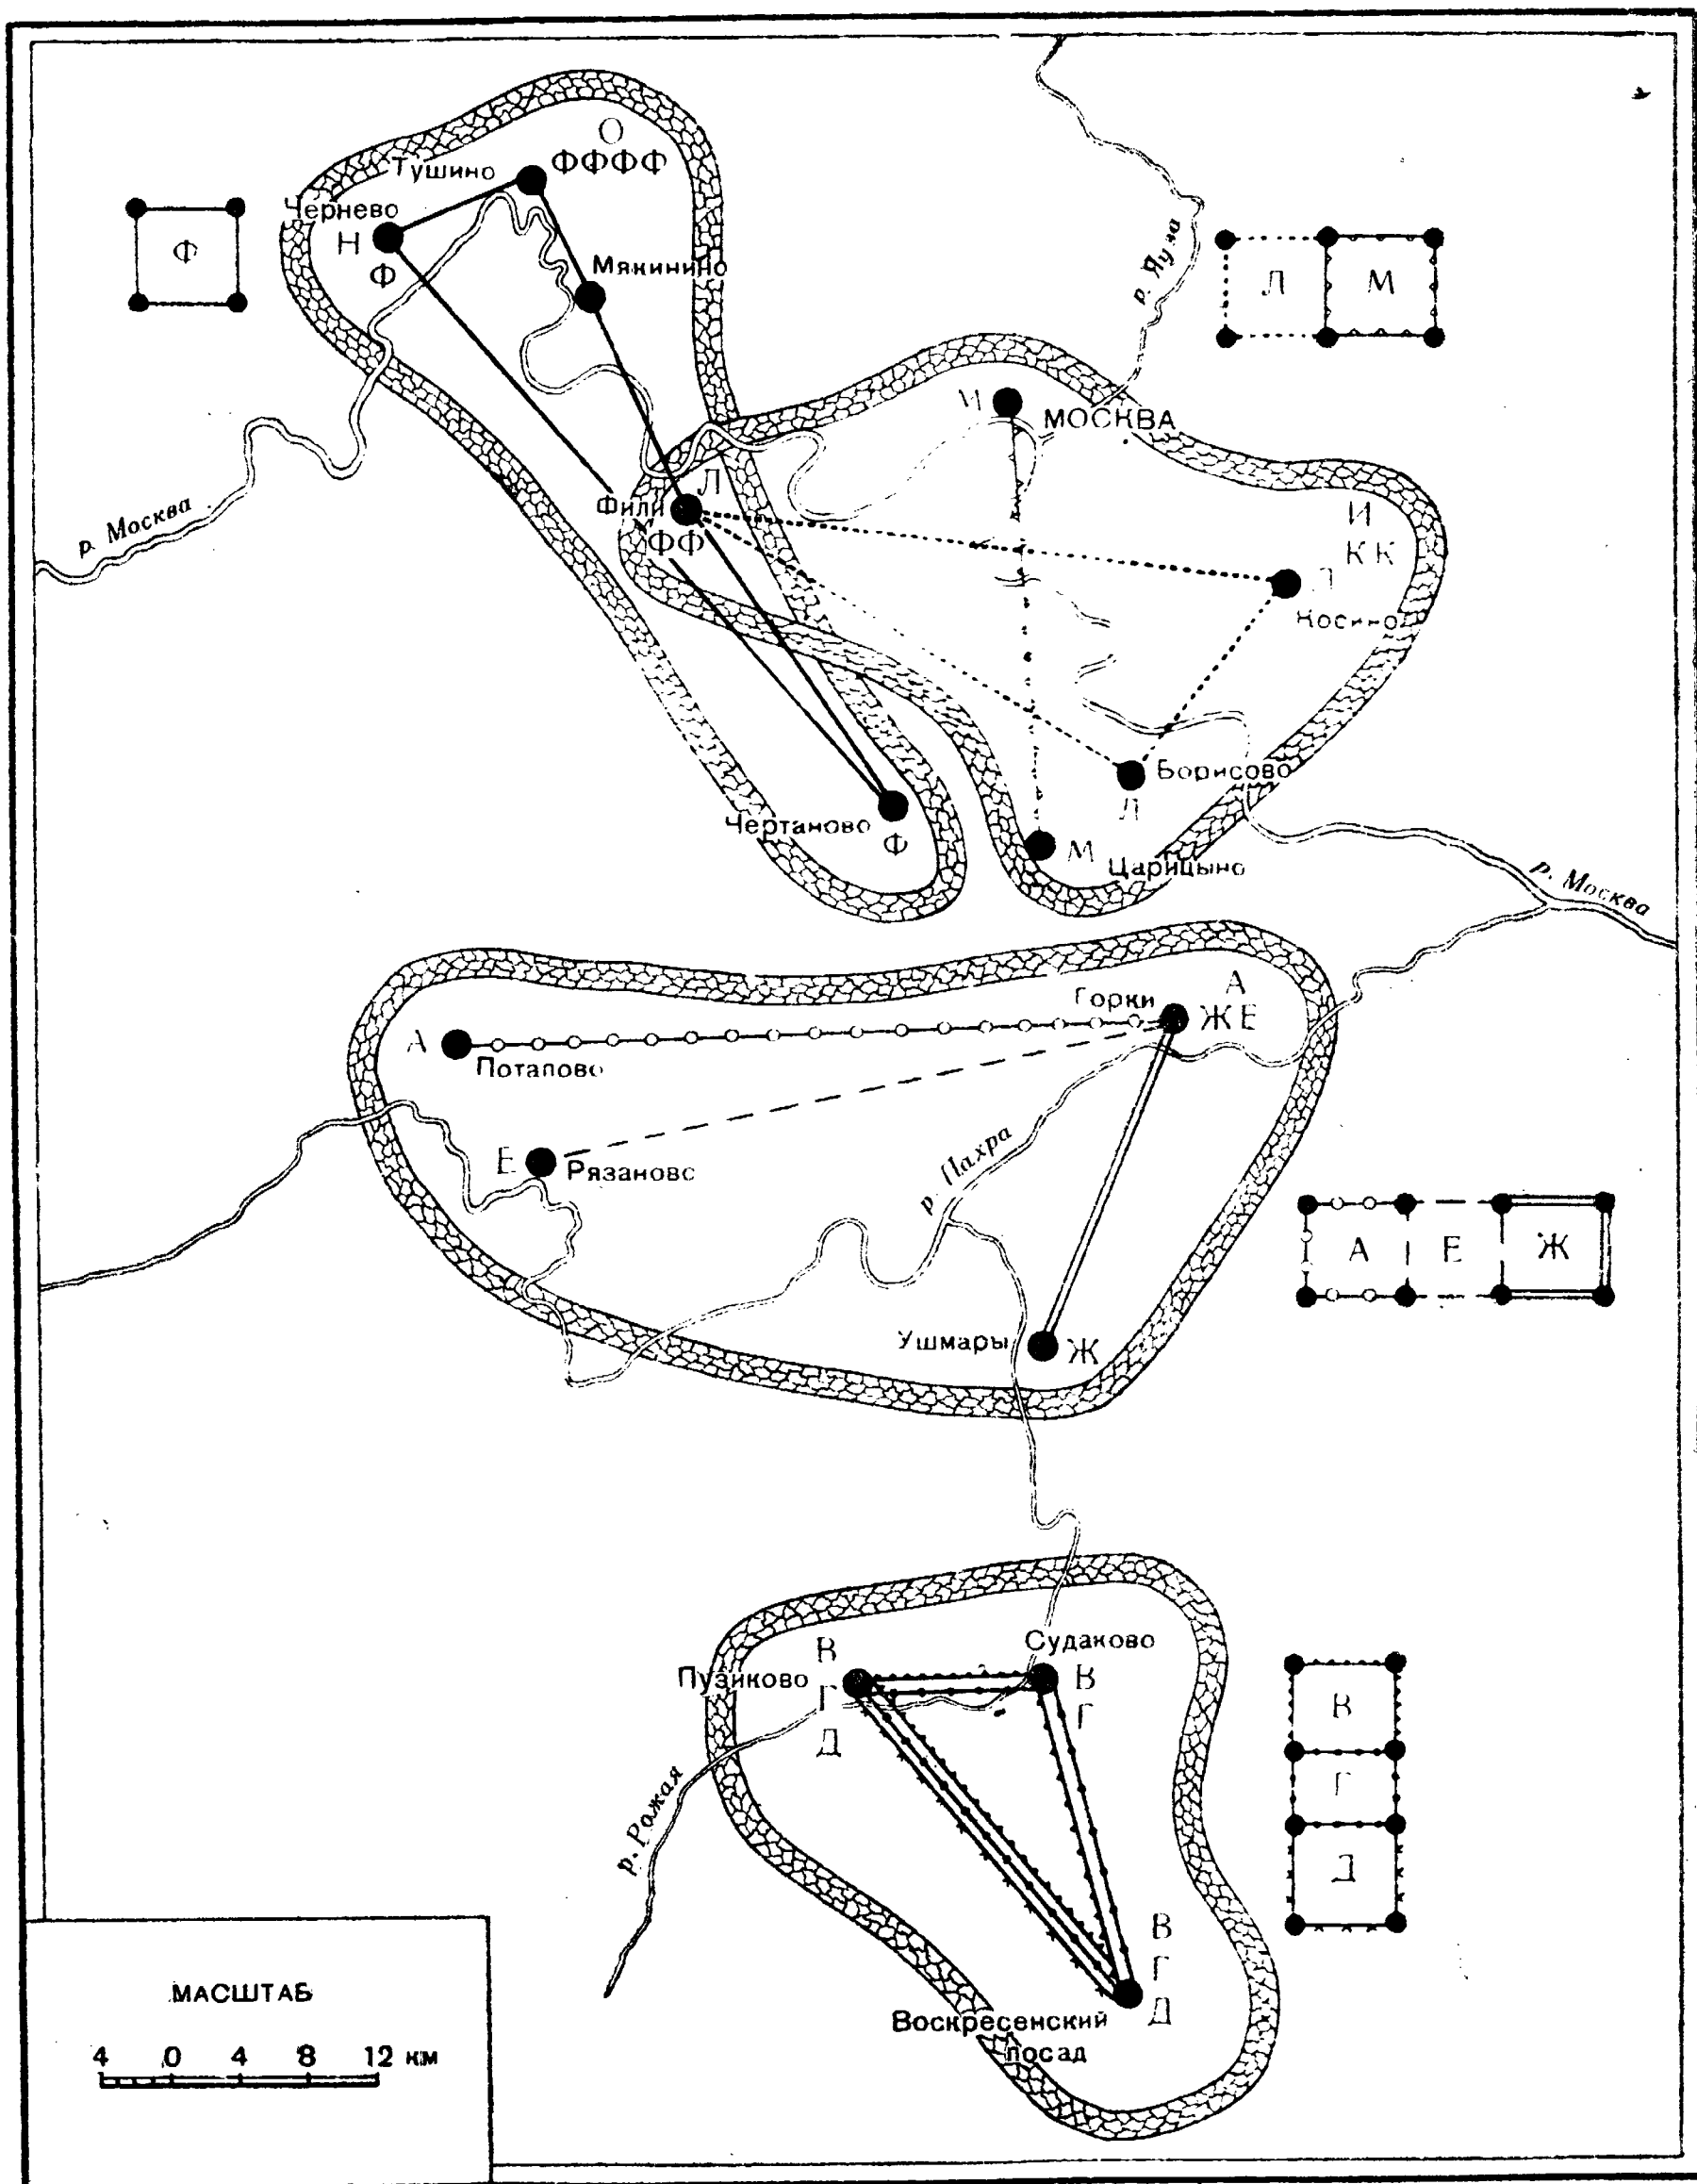 О
Тушино
ФФФФ
Чернево
Н
Ф
Ф
Мякинино
р. Яуза
Л
М
МОСКВА
р. Москва
Л
Фили
ФФ
И
КК
Косино
Борисово
Л
Чертаново
Ф
М
Царицыно
р. Москва
А
Горки
ЖЕ
А
Потапово
Е
Рязаново
р. Пахра
А
Е
Ж
Ушмары
Ж
Судаково
В
Пузиково
В
Г
Г
Д
В
Г
Д
р. Рожая
В
Г
Д
Воскресенский
посад
МАСШТАБ
4 0 4 8 12 км